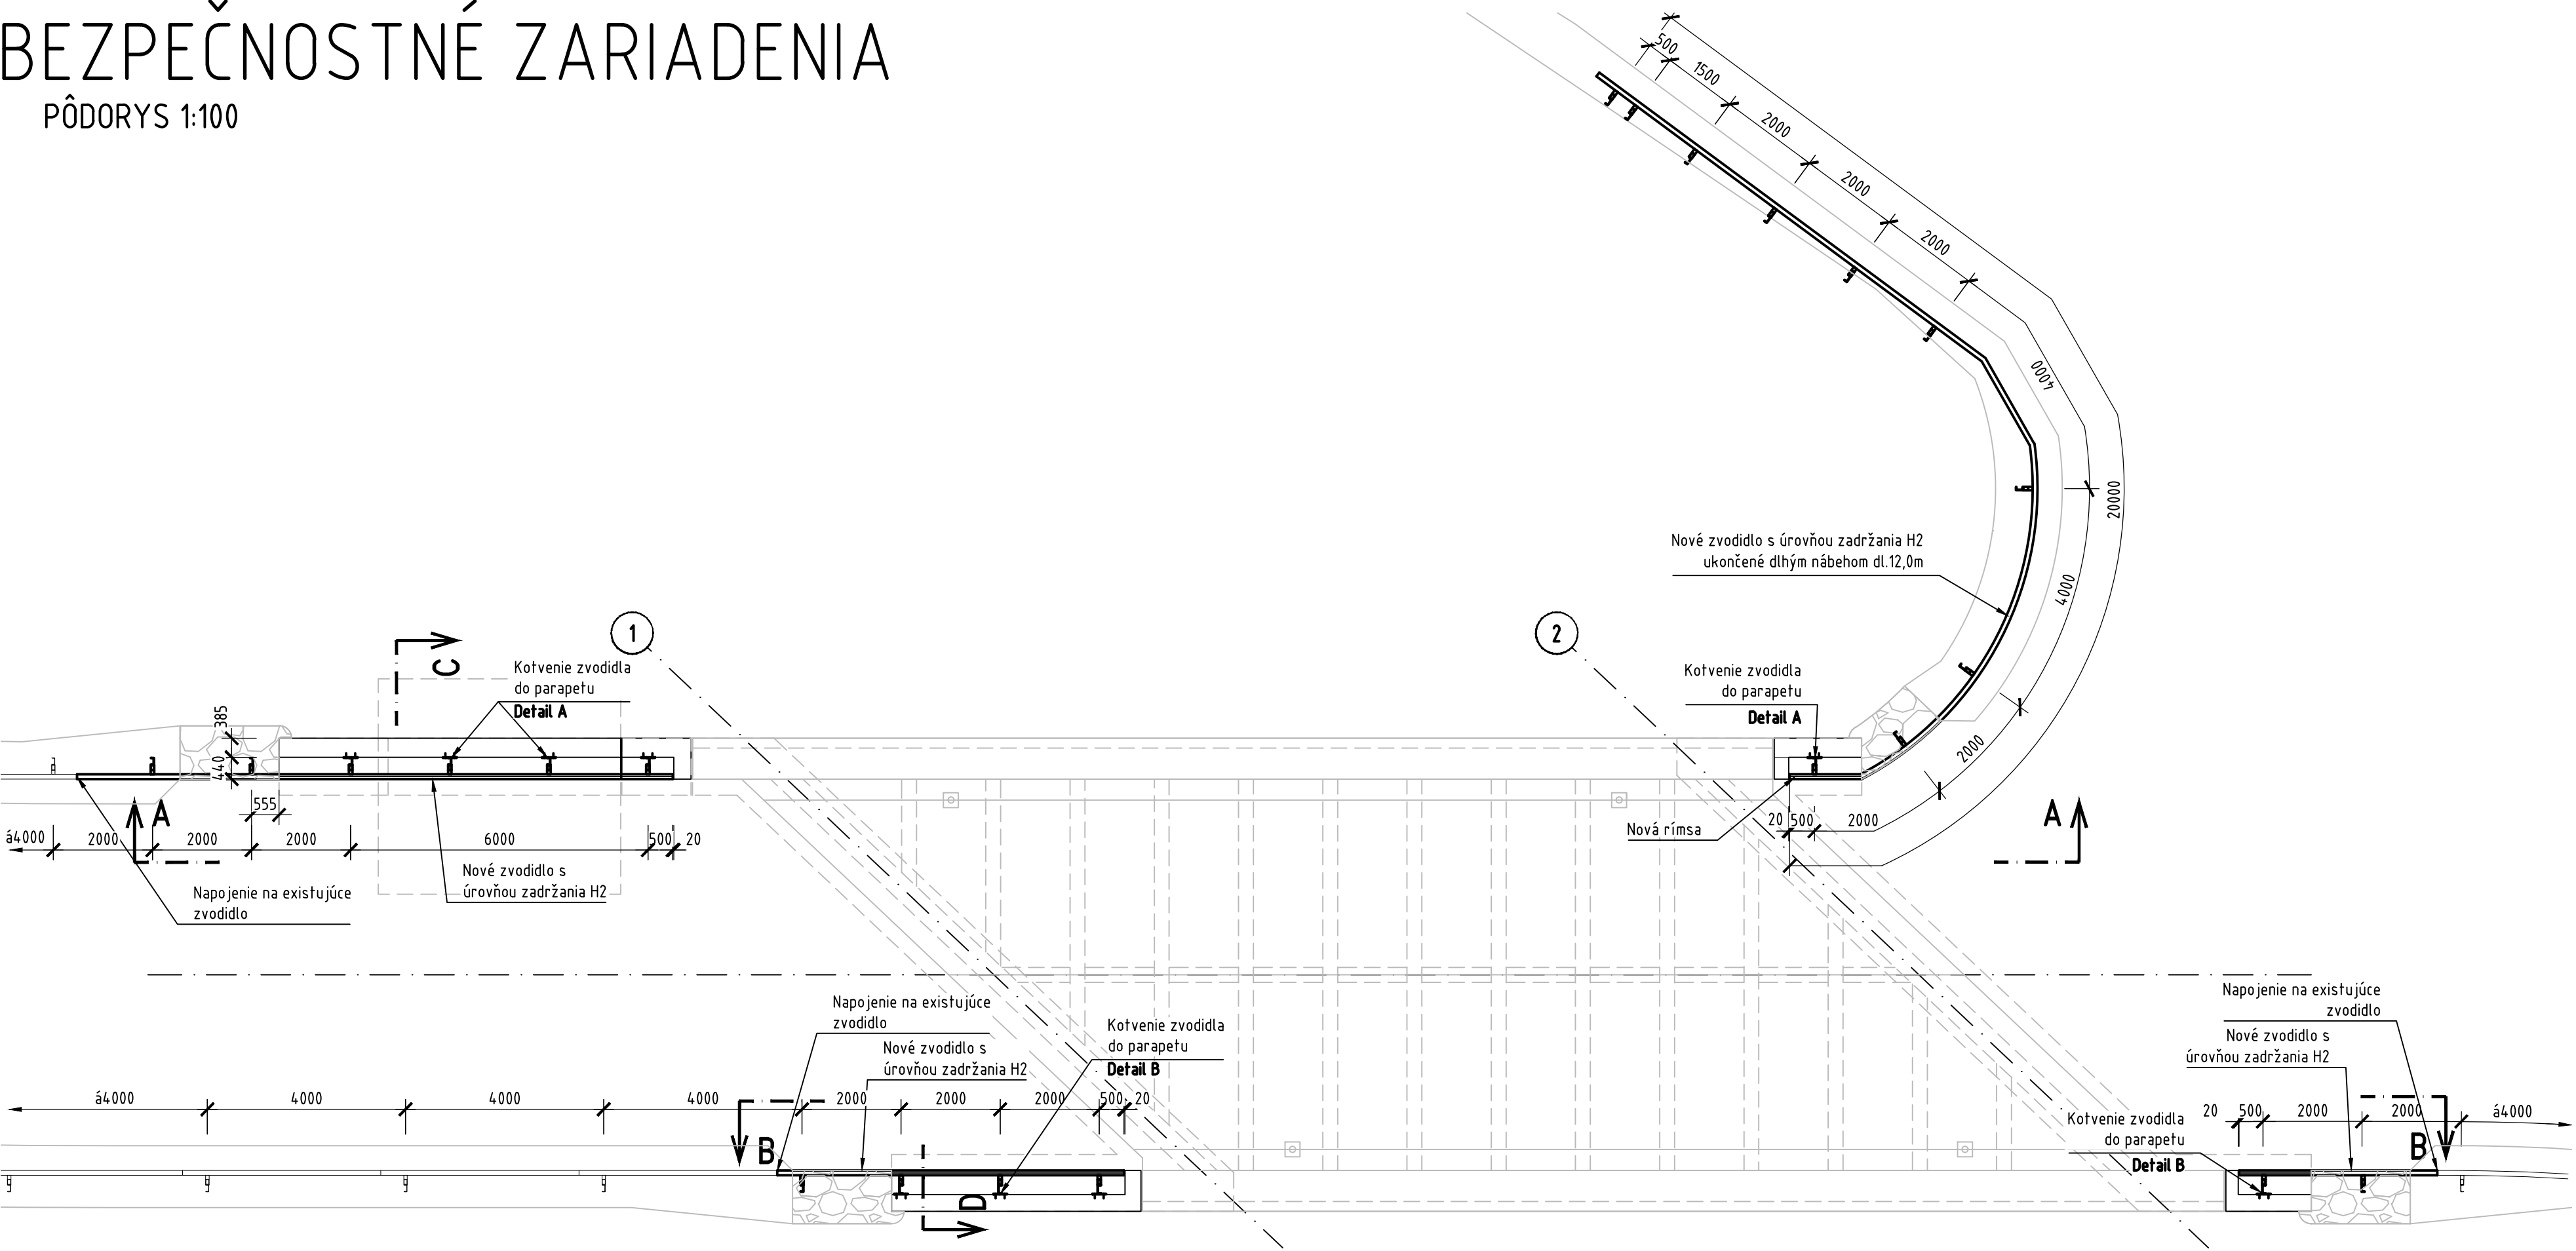 BEZPEČNOSTNÉ ZARIADENIA
PÔDORYS 1:100
500
1500
2000
2000
2000
4000
20000
4000
2000
Nové zvodidlo s úrovňou zadržania H2
ukončené dlhým nábehom dl.12,0m
1
2
C
Kotvenie zvodidla
do parapetu
Detail A
Kotvenie zvodidla
do parapetu
Detail A
385
440
555
A
á4000
2000
2000
2000
6000
500
20
Nové zvodidlo s
úrovňou zadržania H2
Napojenie na existujúce
zvodidlo
Nová rímsa
20
500
2000
A
Napojenie na existujúce
zvodidlo
Nové zvodidlo s
úrovňou zadržania H2
Kotvenie zvodidla
do parapetu
Detail B
á4000
4000
4000
4000
2000
2000
2000
500
20
B
D
Napojenie na existujúce
zvodidlo
Nové zvodidlo s
úrovňou zadržania H2
Kotvenie zvodidla
do parapetu
Detail B
20
500
2000
2000
á4000
B